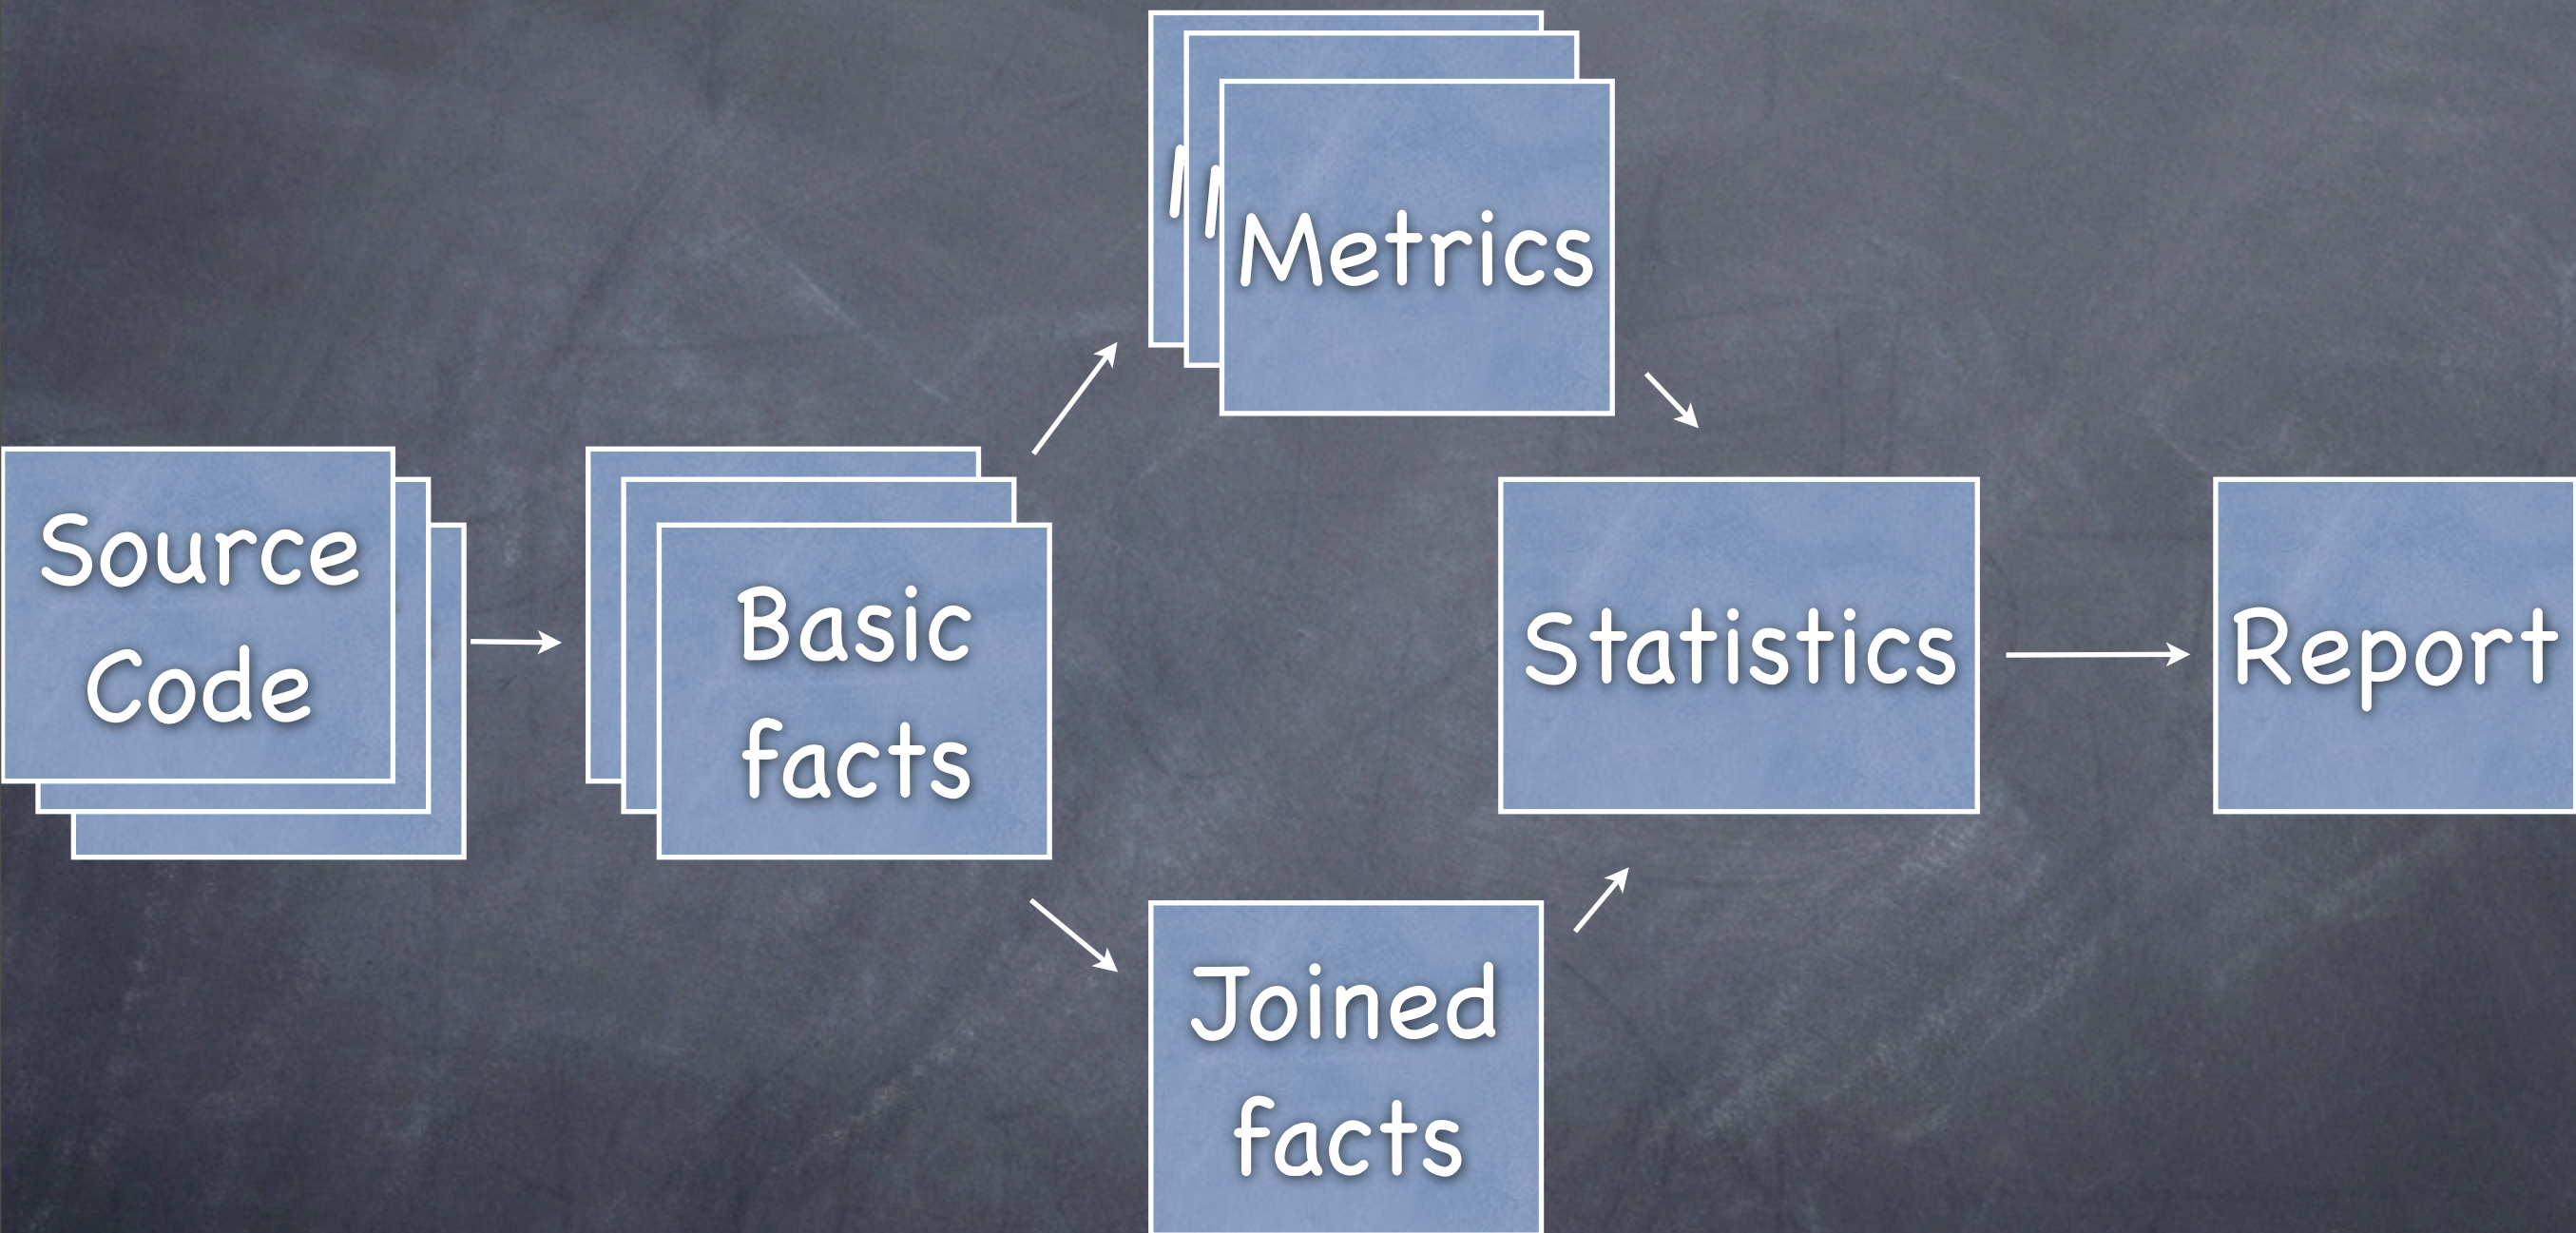 Metrics
Source
Code
Basic
facts
Statistics
Report
Joined
facts